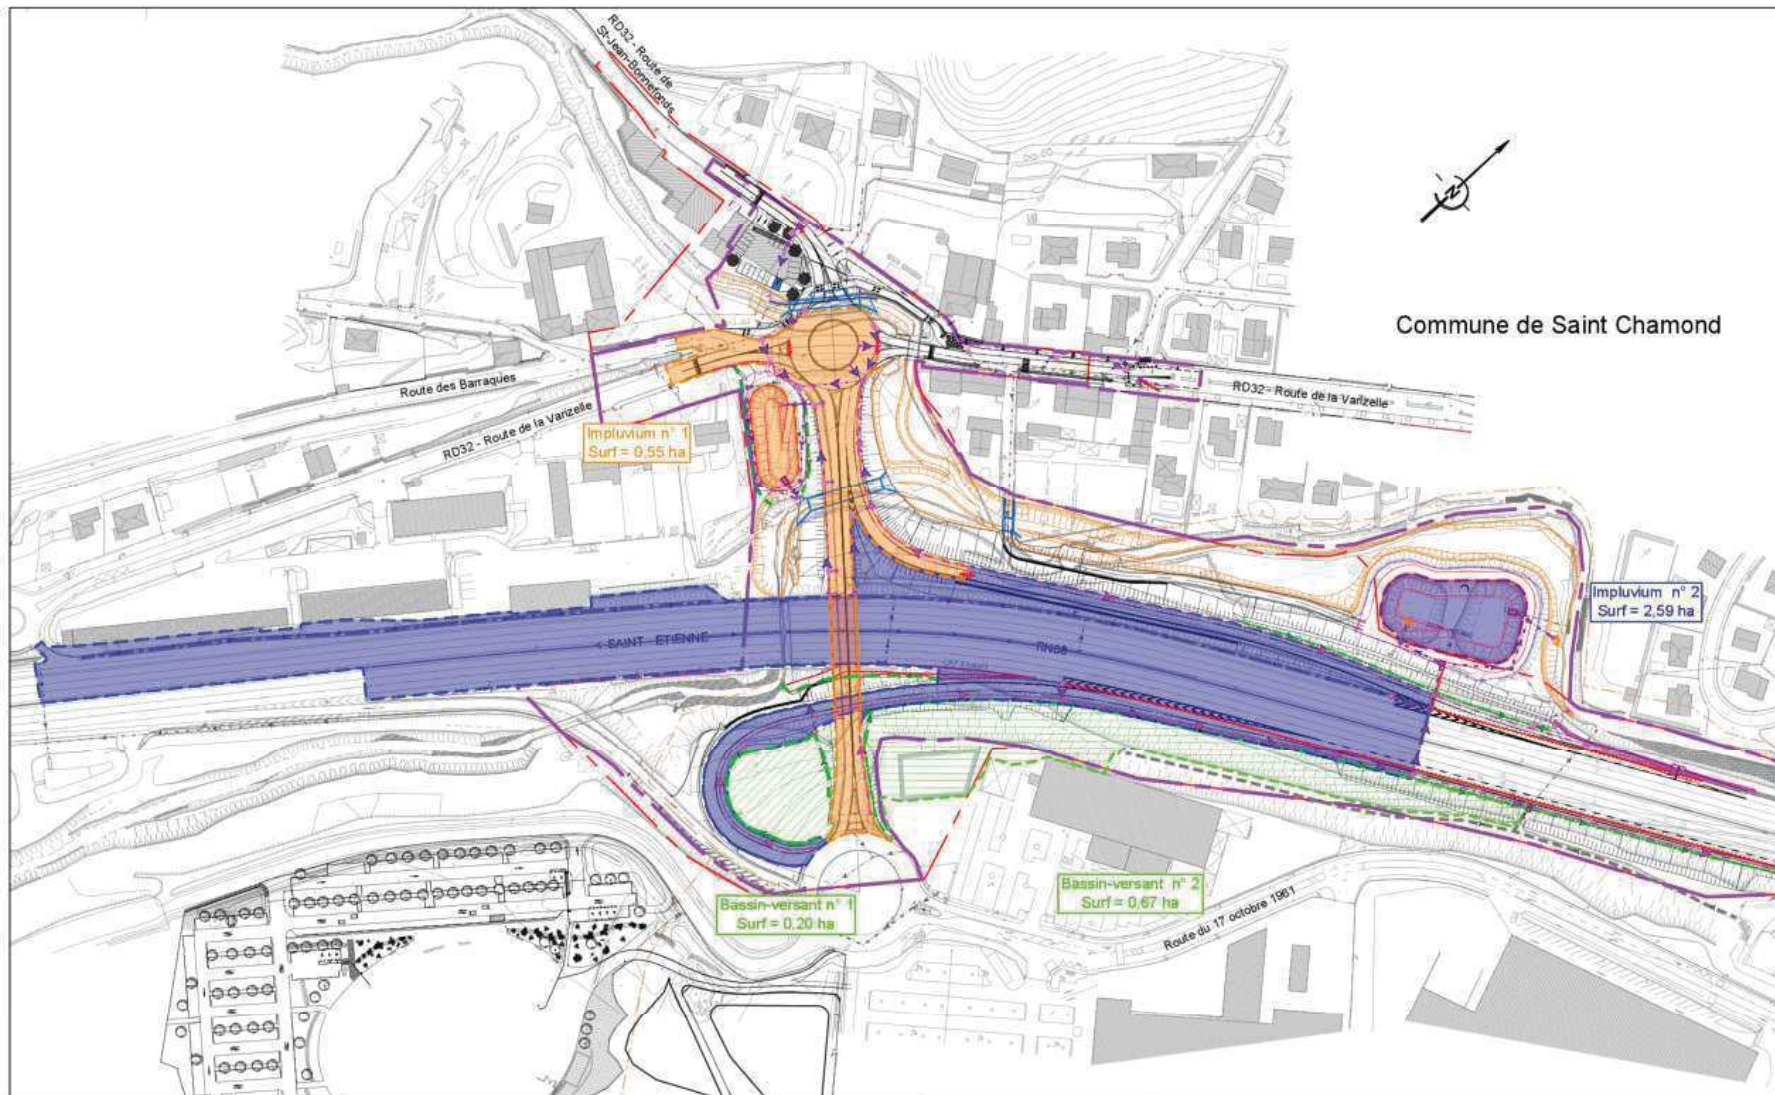 RD32 - Route de
St-Jean-Bonnefonds
Commune de Saint Chamond
Route des Barraques
RD32 - Route de la Varizelle
RD32 - Route de la Varizelle
Impluvium n° 1
Surf = 0,55 ha
Impluvium n° 2
Surf = 2,59 ha
< SAINT - ETIENNE
RN88
Bassin-versant n° 1
Surf = 0.20 ha
Bassin-versant n° 2
Surf = 0,67 ha
Route du 17 octobre 1961
N